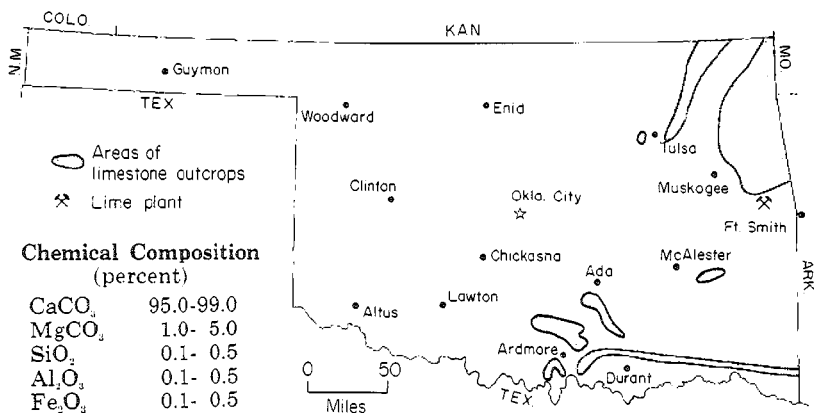 COLO.
KAN
N.M.
MO.
Guymon
TEX
Woodward
Enid
Tulsa
Areas of
limestone outcrops
Lime plant
Clinton
Okla. City
Muskogee
Ft. Smith
Chickasna
McAlester
Ada
ARK
Altus
Lawton
Ardmore
Durant
TEX.
0 50
Miles
Chemical Composition
(percent)
CaCO₃ 95.0-99.0
MgCO₃ 1.0- 5.0
SiO₂ 0.1- 0.5
Al₂O₃ 0.1- 0.5
Fe₂O₃ 0.1- 0.5